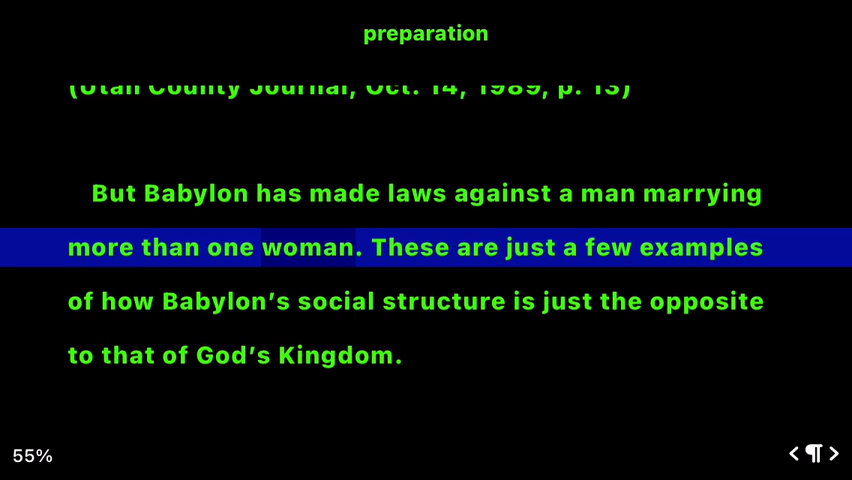 preparation
(Utah County Journal, Oct. 14, 1989, p. 13)
But Babylon has made laws against a man marrying
more than one woman. These are just a few examples
of how Babylon’s social structure is just the opposite
to that of God’s Kingdom.
55%
< ¶ >